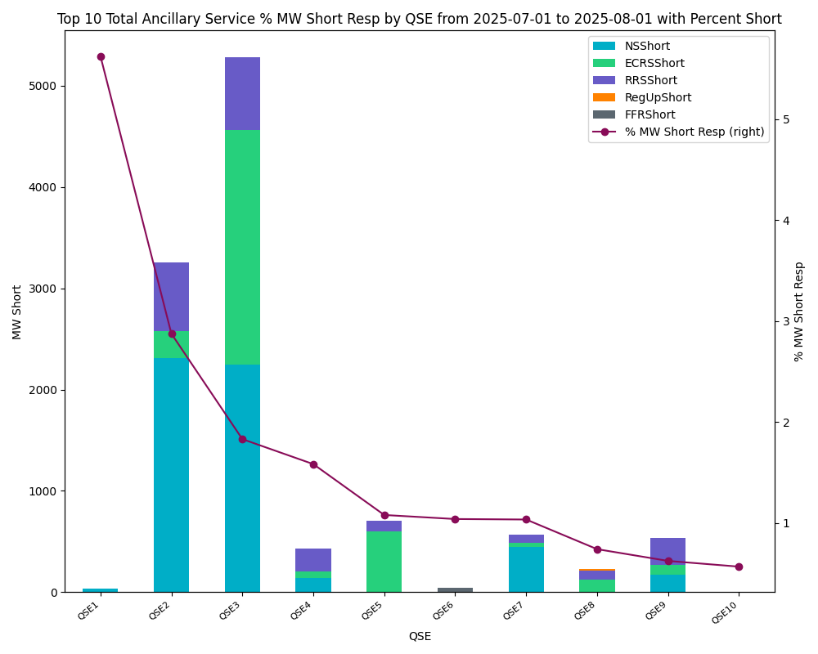 Top 10 Total Ancillary Service % MW Short Resp by QSE from 2025-07-01 to 2025-08-01 with Percent Short
NSShort
ECRSShort
RRSShort
RegUpShort
FFRShort
% MW Short Resp (right)
MW Short
5000
4000
3000
2000
1000
0
5
4
3
2
1
% MW Short Resp
QSE1
QSE2
QSE3
QSE4
QSE5
QSE6
QSE7
QSE8
QSE9
QSE10
QSE